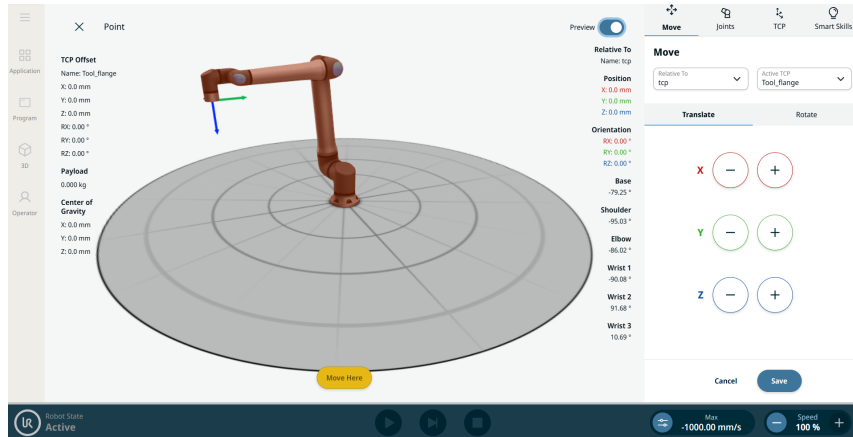 Point
Preview
Move
Joints
TCP
Smart Skills
Application
Program
3D
Operator
TCP Offset
Name: Tool_flange
X: 0.0 mm
Y: 0.0 mm
Z: 0.0 mm
RX: 0.00 °
RY: 0.00 °
RZ: 0.00 °
Payload
0.000 kg
Center of
Gravity
X: 0.0 mm
Y: 0.0 mm
Z: 0.0 mm
Relative To
Name: tcp
Position
X: 0.0 mm
Y: 0.0 mm
Z: 0.0 mm
Orientation
RX: 0.00 °
RY: 0.00 °
RZ: 0.00 °
Base
-79.25 °
Shoulder
-95.03 °
Elbow
-86.02 °
Wrist 1
-90.08 °
Wrist 2
91.68 °
Wrist 3
10.69 °
Move Here
Move
Relative To
tcp
Active TCP
Tool_flange
Translate
Rotate
X
Y
Z
Cancel
Save
UR
Robot State
Active
Max
-1000.00 mm/s
Speed
100 %